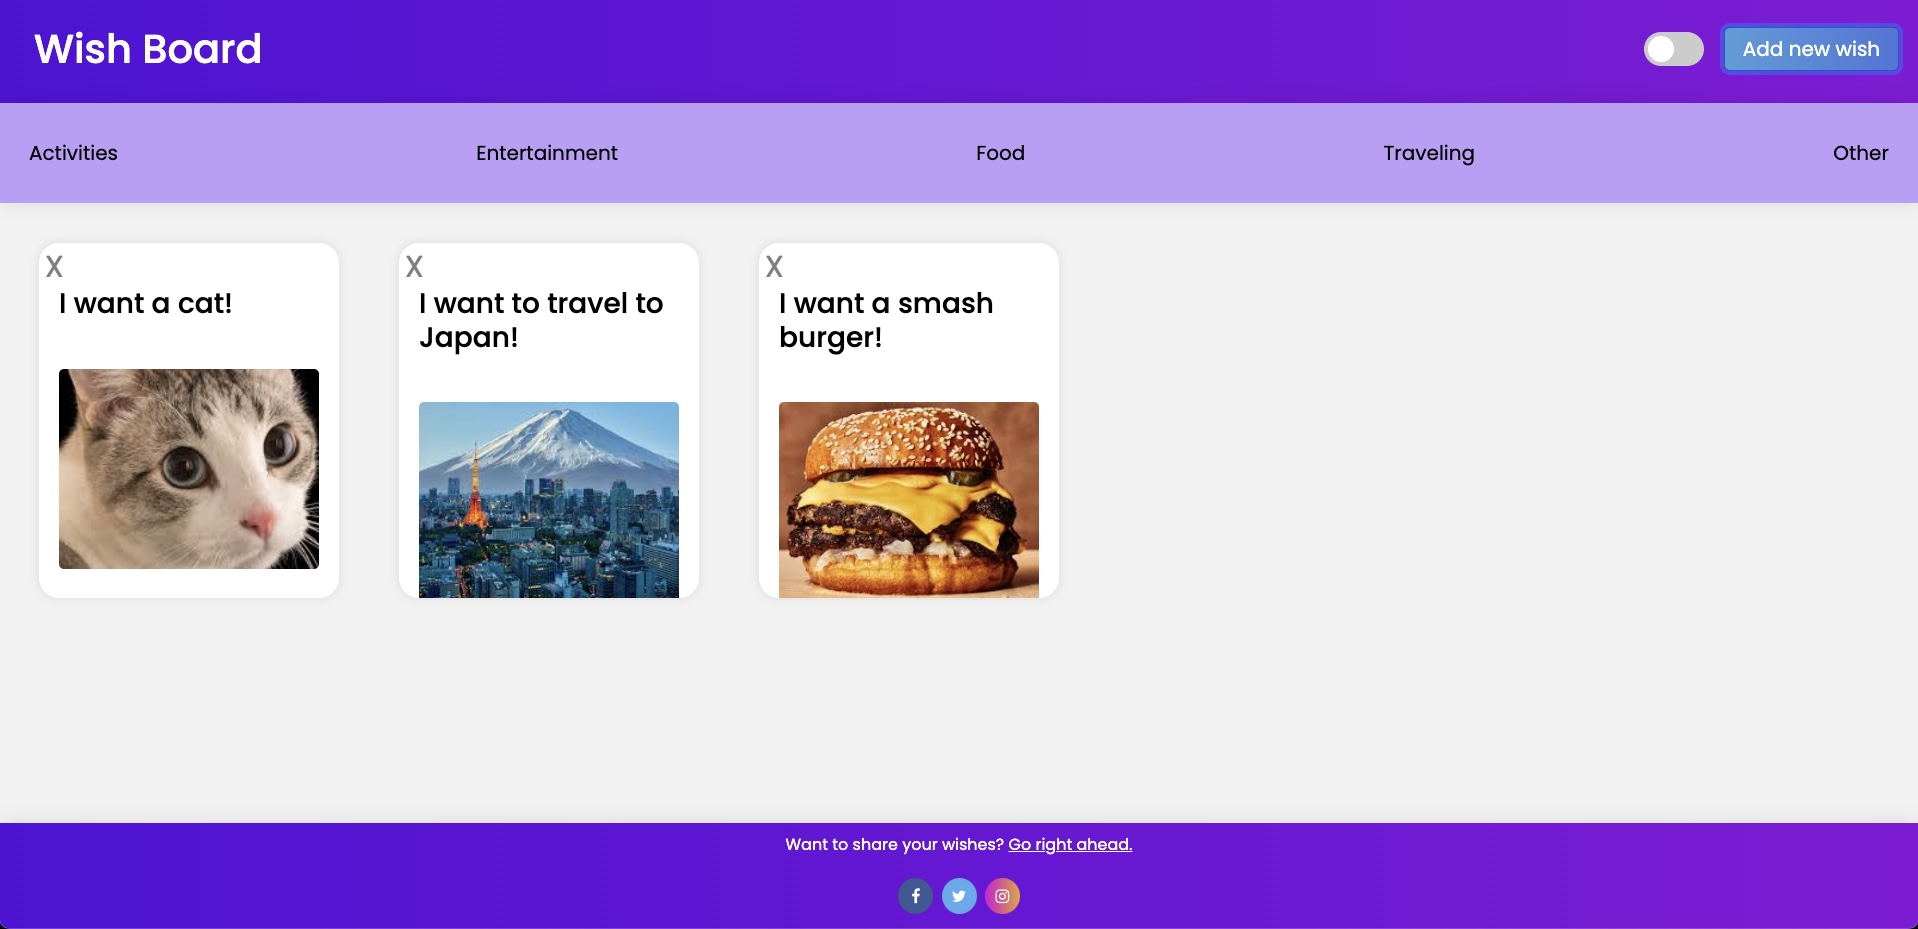 Wish Board
Add new wish
Activities
Entertainment
Food
Traveling
Other
X
I want a cat!
X
I want to travel to
Japan!
X
I want a smash
burger!
Want to share your wishes? Go right ahead.